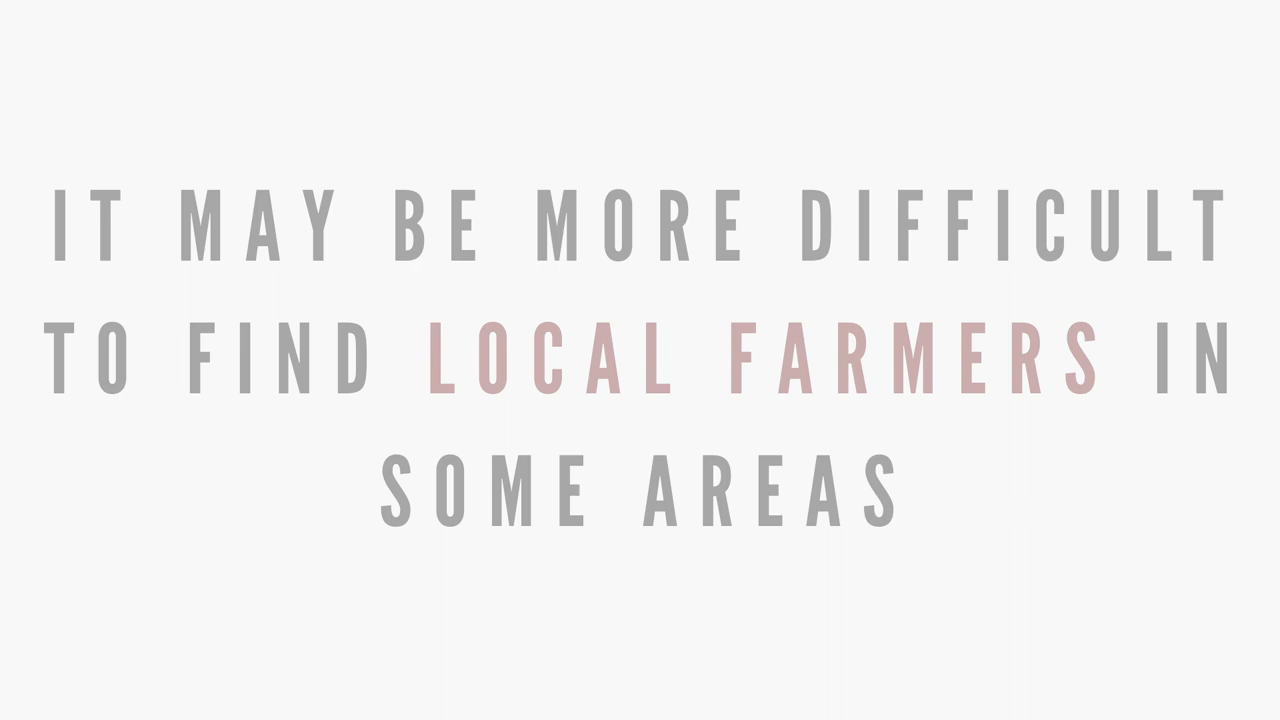 IT MAY BE MORE DIFFICULT
TO FIND LOCAL FARMERS IN
SOME AREAS